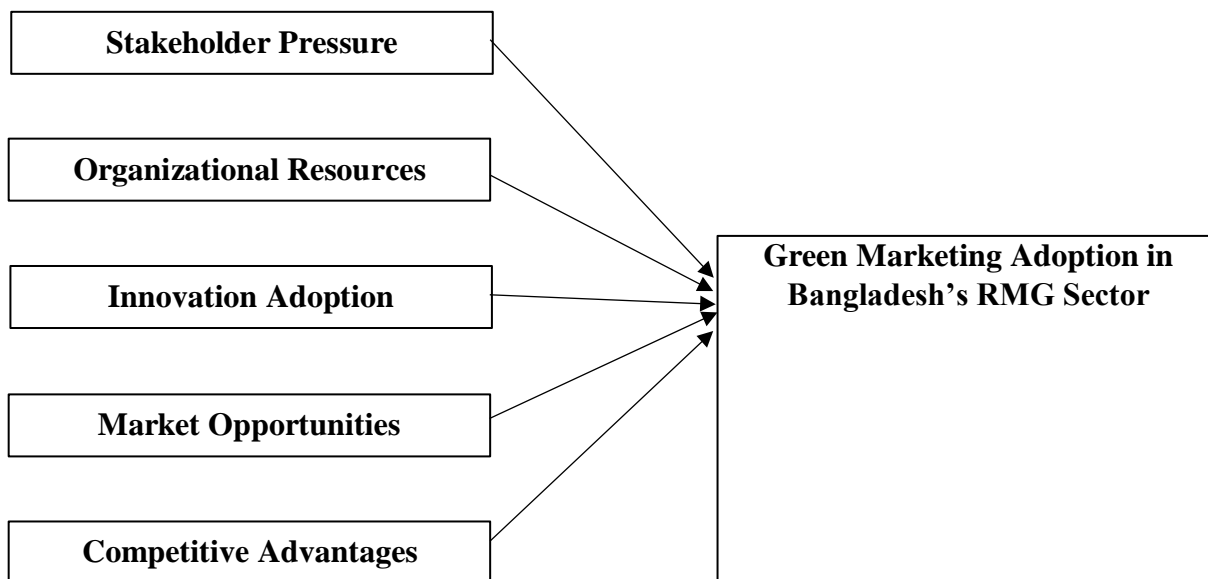 Stakeholder Pressure
Organizational Resources
Innovation Adoption
Market Opportunities
Competitive Advantages
Green Marketing Adoption in
Bangladesh’s RMG Sector